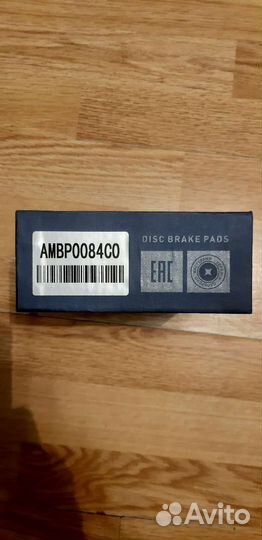 AMBP0084C0
DISC BRAKE PADS
EAC
Avito